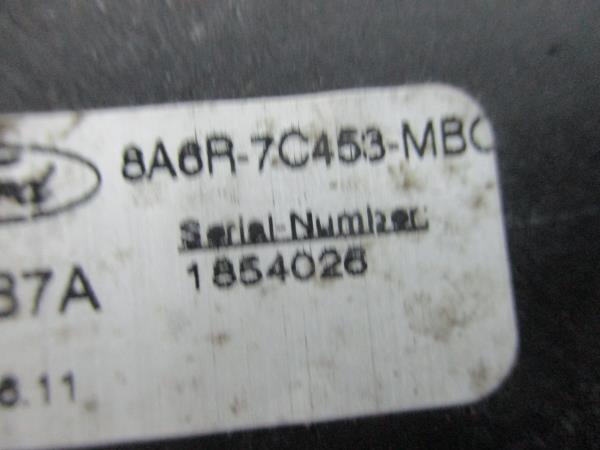 8A6R-7C453-MBC
Serial Number:
1854026
37A
6.11